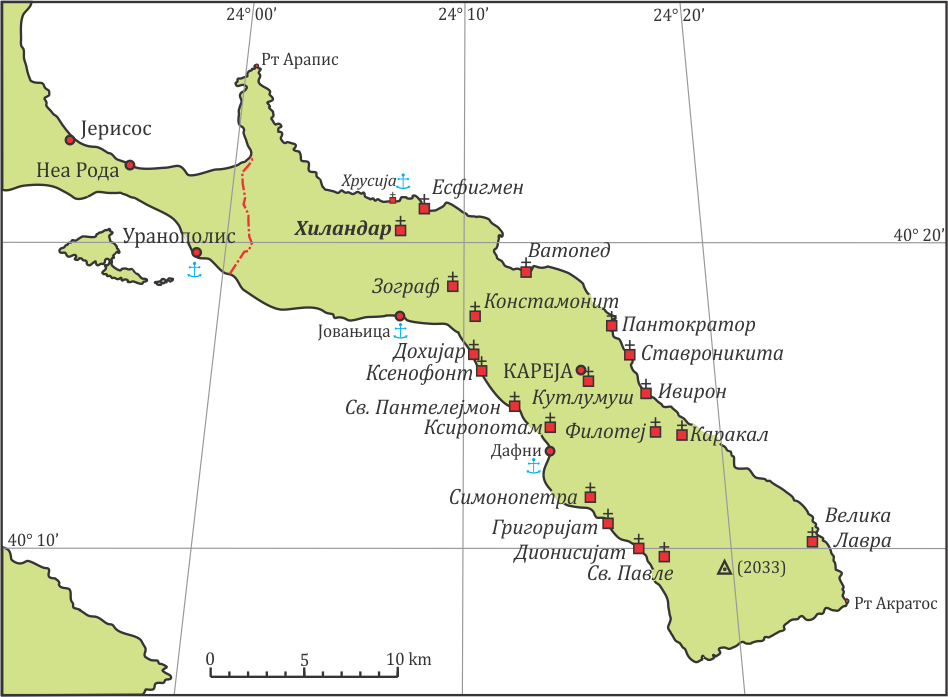 24° 00’
24° 10’
24° 20’
Рт Арапис
Јерисос
Неа Рода
Хрусија
Есфигмен
Хиландар
Уранополис
40° 20’
Ватопед
Зограф
Констамонит
Јовањица
Пантократор
Дохијар
Ставроникита
Ксенофонт
КАРЕЈА
Кутлумуш
Ивирон
Св. Пантелејмон
Ксиропотам
Филотеј
Каракал
Дафни
Симонопетра
Велика
Лавра
Григоријат
40° 10’
Дионисијат
Св. Павле
(2033)
Рт Акратос
0 5 10 km